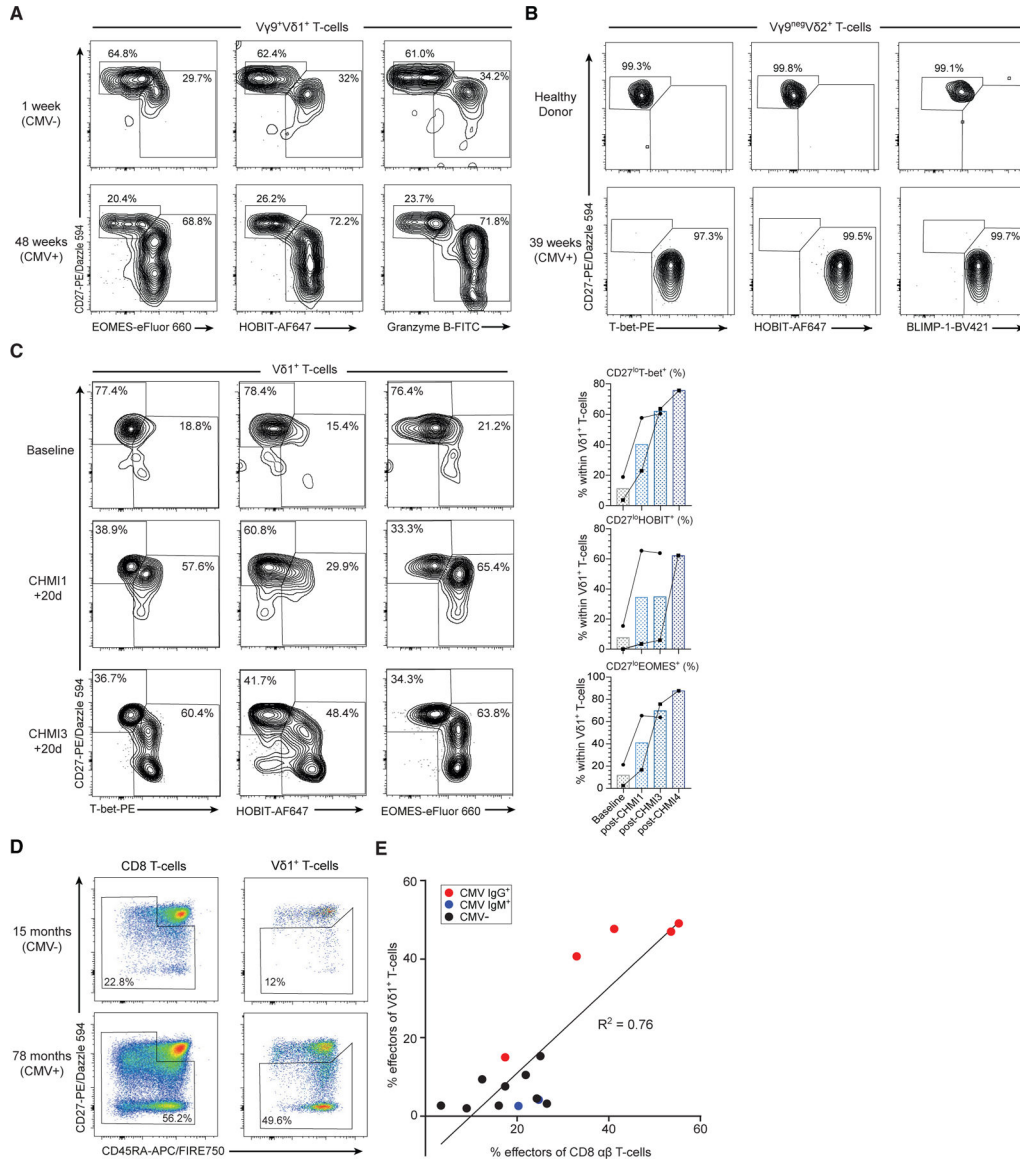 A
Vγ9⁺Vδ1⁺ T-cells
1 week
(CMV-)
64.8%
29.7%
62.4%
32%
61.0%
34.2%
48 weeks
(CMV+)
20.4%
68.8%
26.2%
72.2%
23.7%
71.8%
CD27-PE/Dazzle 594
EOMES-eFluor 660
HOBIT-AF647
Granzyme B-FITC
B
Vγ9ⁿᵉᵍVδ2⁺ T-cells
Healthy
Donor
99.3%
99.8%
99.1%
39 weeks
(CMV+)
97.3%
99.5%
99.7%
CD27-PE/Dazzle 594
T-bet-PE
HOBIT-AF647
BLIMP-1-BV421
C
Vδ1⁺ T-cells
Baseline
77.4%
18.8%
78.4%
15.4%
76.4%
21.2%
CHMI1
+20d
38.9%
57.6%
60.8%
29.9%
33.3%
65.4%
CHMI3
+20d
36.7%
60.4%
41.7%
48.4%
34.3%
63.8%
CD27-PE/Dazzle 594
T-bet-PE
HOBIT-AF647
EOMES-eFluor 660
CD27ˡᵒT-bet⁺ (%)
% within Vδ1⁺ T-cells
80
60
40
20
0
CD27ˡᵒHOBIT⁺ (%)
% within Vδ1⁺ T-cells
80
60
40
20
0
CD27ˡᵒEOMES⁺ (%)
% within Vδ1⁺ T-cells
100
80
60
40
20
0
Baseline
post-CHMI1
post-CHMI3
post-CHMI4
D
CD8 T-cells
Vδ1⁺ T-cells
15 months
(CMV-)
22.8%
12%
78 months
(CMV+)
56.2%
49.6%
CD27-PE/Dazzle 594
CD45RA-APC/FIRE750
E
CMV IgG⁺
CMV IgM⁺
CMV-
R² = 0.76
% effectors of Vδ1⁺ T-cells
60
40
20
0
20
40
60
% effectors of CD8 αβ T-cells